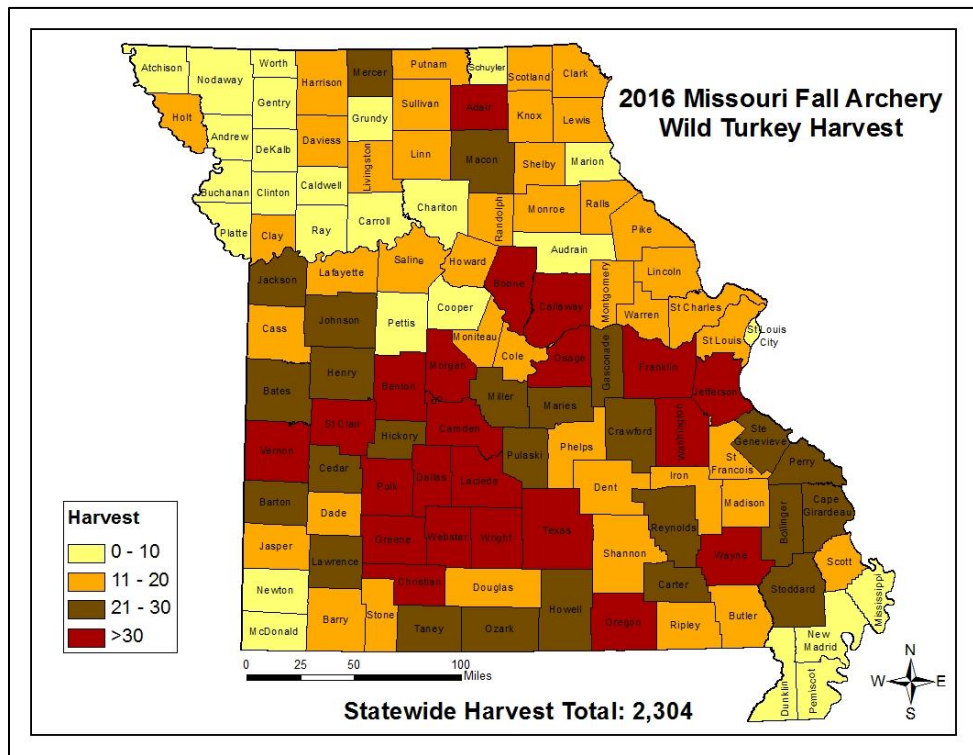 2016 Missouri Fall Archery
Wild Turkey Harvest
Atchison
Nodaway
Worth
Harrison
Mercer
Putnam
Schuyler
Scotland
Clark
Holt
Gentry
Grundy
Sullivan
Adair
Knox
Lewis
Andrew
DeKalb
Daviess
Livingston
Linn
Macon
Shelby
Marion
Buchanan
Clinton
Caldwell
Chariton
Randolph
Monroe
Ralls
Platte
Clay
Ray
Carroll
Audrain
Pike
Jackson
Lafayette
Saline
Howard
Boone
Callaway
Montgomery
Lincoln
Warren
St Charles
Cass
Johnson
Pettis
Cooper
Moniteau
Cole
Osage
Gasconade
Franklin
St Louis
St Louis
City
Jefferson
Bates
Henry
Benton
Morgan
Miller
Maries
Crawford
Washington
Ste
Genevieve
Vernon
St Clair
Hickory
Camden
Pulaski
Phelps
Iron
St
Francois
Perry
Cedar
Polk
Dallas
Laclede
Dent
Madison
Bollinger
Cape
Girardeau
Barton
Dade
Greene
Webster
Wright
Texas
Reynolds
Shannon
Wayne
Scott
Jasper
Lawrence
Christian
Douglas
Howell
Carter
Stoddard
Mississippi
Newton
McDonald
Barry
Stone
Taney
Ozark
Oregon
Ripley
Butler
New
Madrid
Dunklin
Pemiscot
Harvest
0 - 10
11 - 20
21 - 30
>30
0 25 50 100
Miles
N
W E
S
Statewide Harvest Total: 2,304